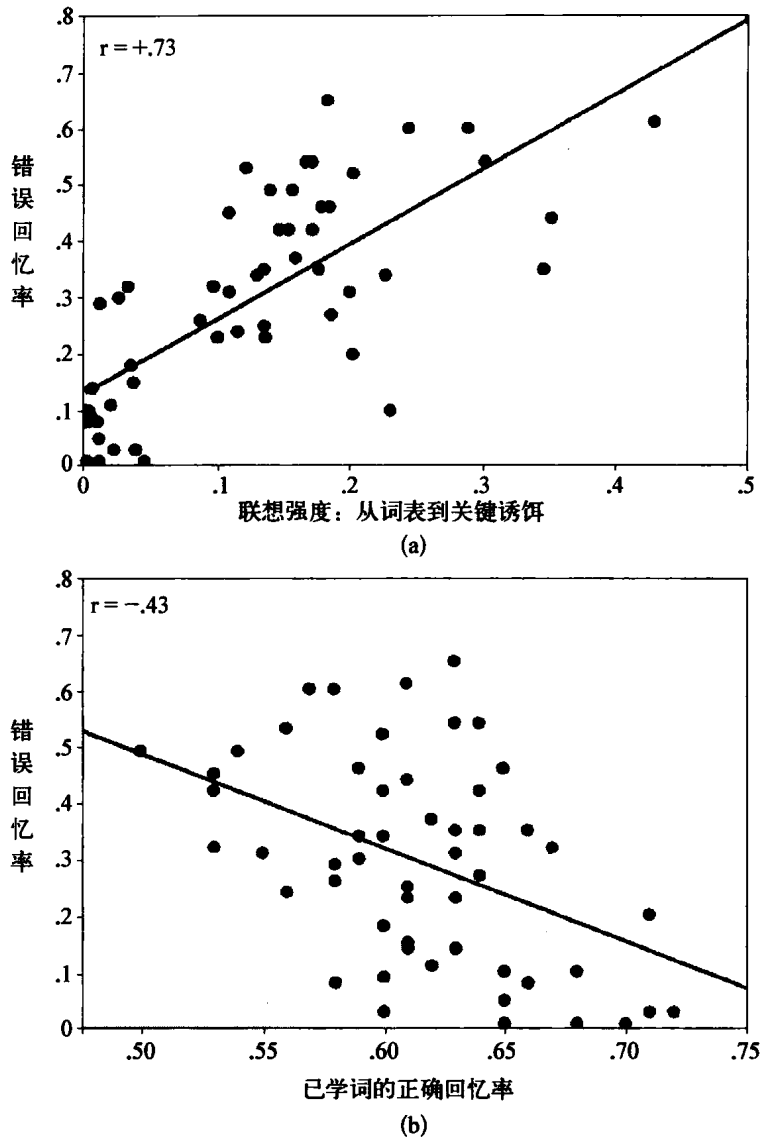 r = +.73
错误回忆率
.8
.7
.6
.5
.4
.3
.2
.1
0
0 .1 .2 .3 .4 .5
联想强度：从词表到关键诱饵
(a)
r = −.43
错误回忆率
.8
.7
.6
.5
.4
.3
.2
.1
0
.50 .55 .60 .65 .70 .75
已学词的正确回忆率
(b)